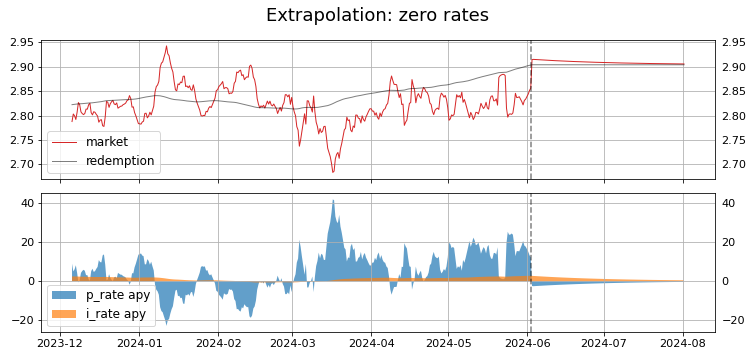 Extrapolation: zero rates
2.95 2.95
2.90 2.90
2.85 2.85
2.80 2.80
2.75 2.75
2.70 2.70
market
redemption
40 40
20 20
0 0
−20 −20
p_rate apy
i_rate apy
2023-12 2024-01 2024-02 2024-03 2024-04 2024-05 2024-06 2024-07 2024-08